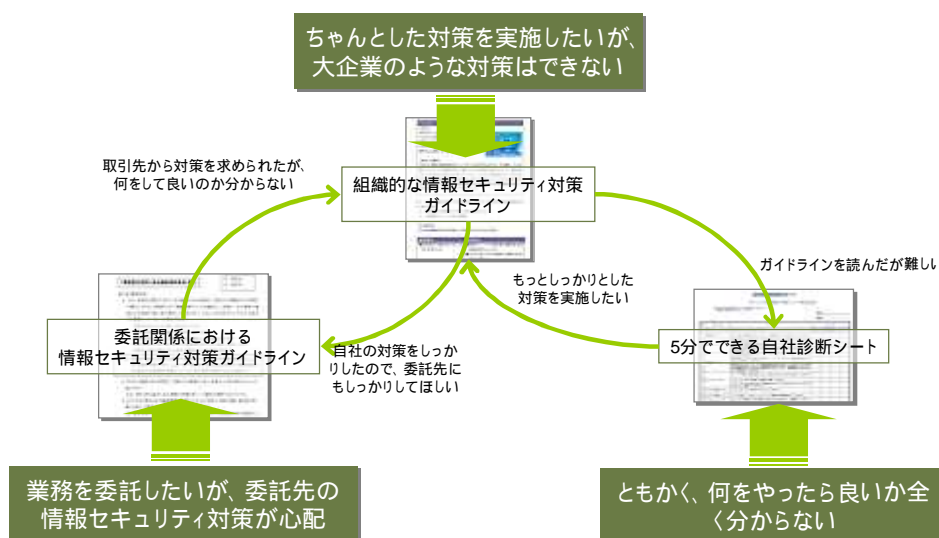 ちゃんとした対策を実施したいが、
大企業のような対策はできない
取引先から対策を求められたが、
何をして良いのか分からない
組織的な情報セキュリティ対策
ガイドライン
ガイドラインを読んだが難しい
もっとしっかりとした
対策を実施したい
委託関係における
情報セキュリティ対策ガイドライン
自社の対策をしっか
りしたので、委託先に
もしっかりしてほしい
5分でできる自社診断シート
業務を委託したいが、委託先の
情報セキュリティ対策が心配
ともかく、何をやったら良いか全
く分からない